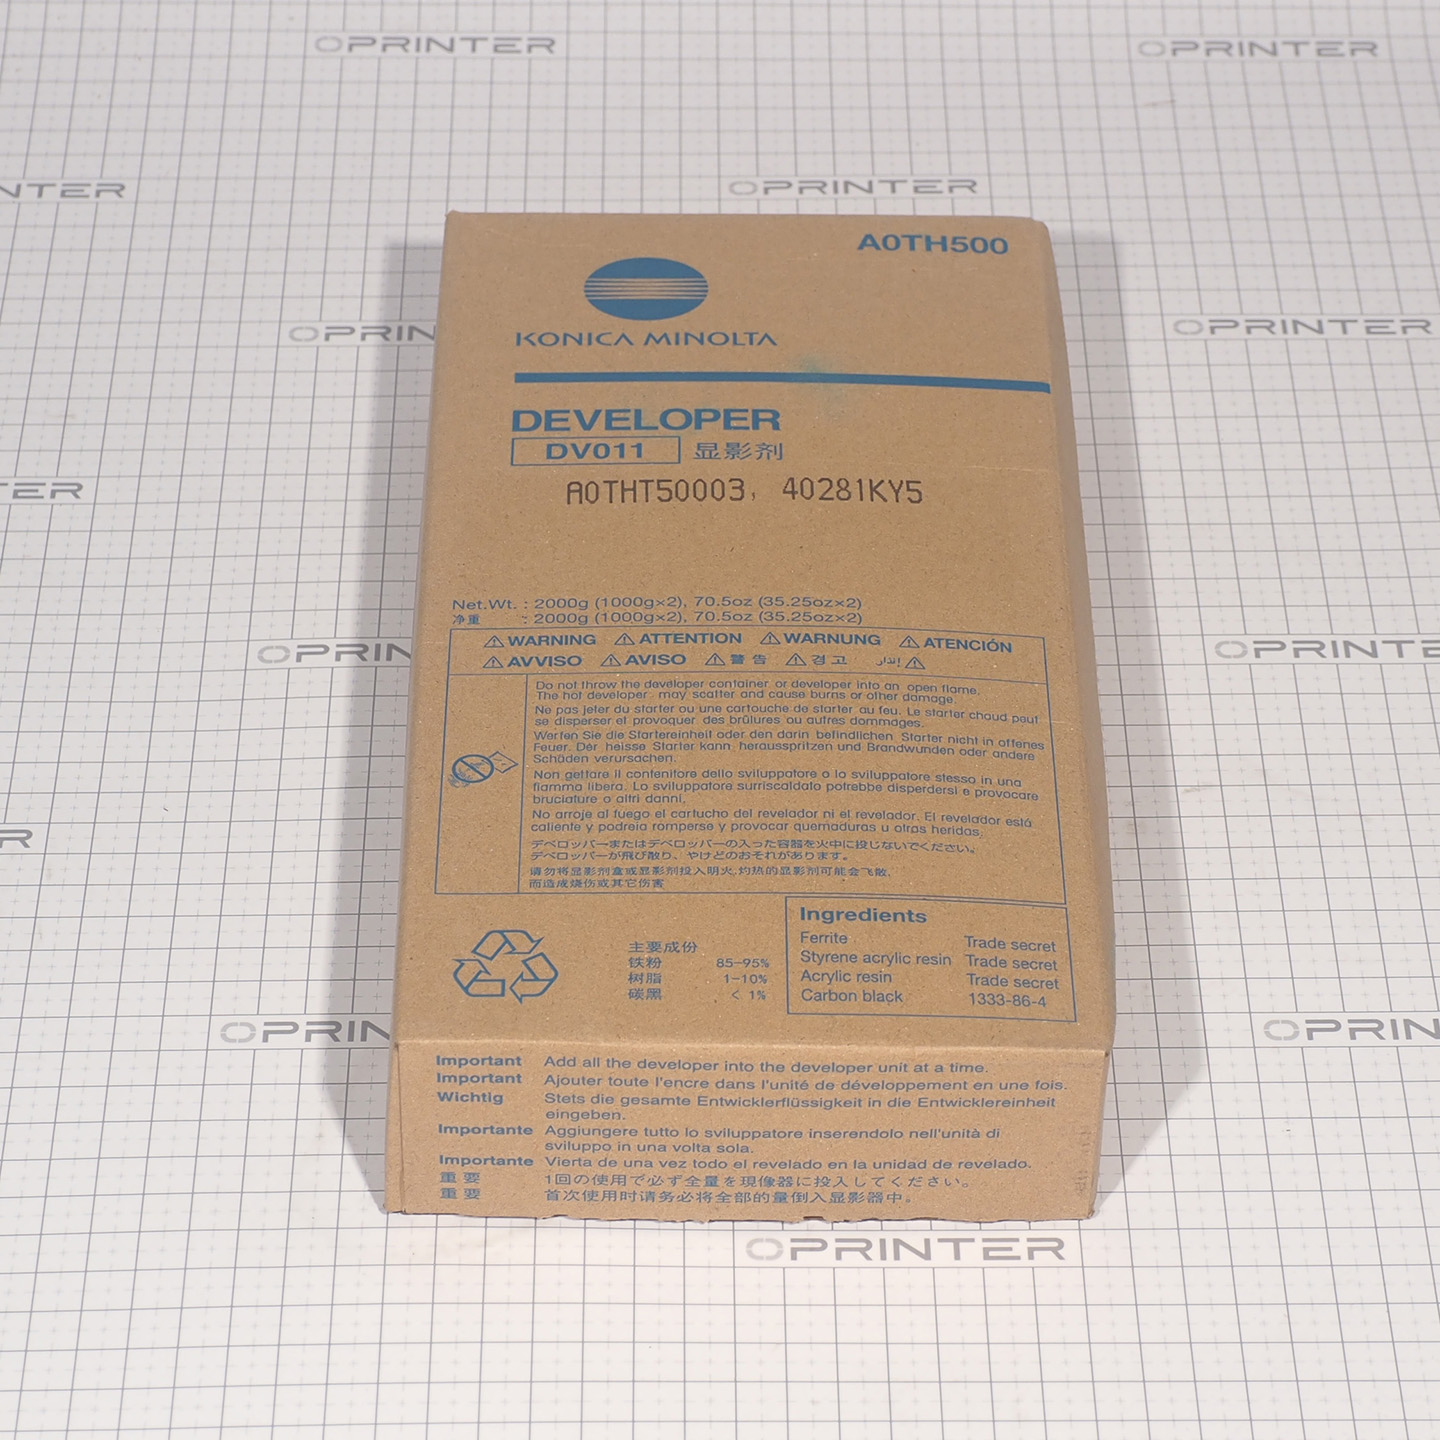 OPRINTER
OPRINTER
NTER
OPRINTER
A0TH500
KONICA MINOLTA
OPRIN
OPRINTER
DEVELOPER
DV011 显影剂
TER
A0THT50003, 40281KY5
Net.Wt. : 2000g (1000g×2), 70.5oz (35.25oz×2)
净重 : 2000g (1000g×2), 70.5oz (35.25oz×2)
WARNING ATTENTION WARNUNG ATENCIÓN
AVVISO AVISO 警告 경고 إنذار
OPRIN
OPRINTE
Do not throw the developer container or developer into an open flame.
The hot developer may scatter and cause burns or other damage.
Ne pas jeter du starter ou une cartouche de starter au feu. Le starter chaud peut
se disperser et provoquer des brûlures ou autres dommages.
Werfen Sie die Startereinheit oder den darin befindlichen Starter nicht in offenes
Feuer. Der heisse Starter kann herausspritzen und Brandwunden oder andere
Schäden verursachen.
Non gettare il contenitore dello sviluppatore o lo sviluppatore stesso in una
fiamma libera. Lo sviluppatore surriscaldato potrebbe disperdersi e provocare
bruciature o altri danni.
No arroje al fuego el cartucho del revelador ni el revelador. El revelador está
caliente y podreia romperse y provocar quemaduras u otras heridas.
デベロッパーまたはデベロッパーの入った容器を火中に投じないでください。
デベロッパーが飛び散り、やけどのおそれがあります。
请勿将显影剂盒或显影剂投入明火,灼热的显影剂可能会飞散,
而造成烧伤或其它伤害
R
OPRINTER
主要成份
铁粉 85-95%
树脂 1-10%
碳黑 < 1%
Ingredients
Ferrite Trade secret
Styrene acrylic resin Trade secret
Acrylic resin Trade secret
Carbon black 1333-86-4
OPRIN
OPRIN
Important Add all the developer into the developer unit at a time.
Important Ajouter toute l'encre dans l'unité de développement en une fois.
Wichtig Stets die gesamte Entwicklerflüssigkeit in die Entwicklereinheit
eingeben.
Importante Aggiungere tutto lo sviluppatore inserendolo nell'unità di
sviluppo in una volta sola.
Importante Vierta de una vez todo el revelado en la unidad de revelado.
重要 1回の使用で必ず全量を現像器に投入してください。
重要 首次使用时请务必将全部的量倒入显影器中。
OPRINTER